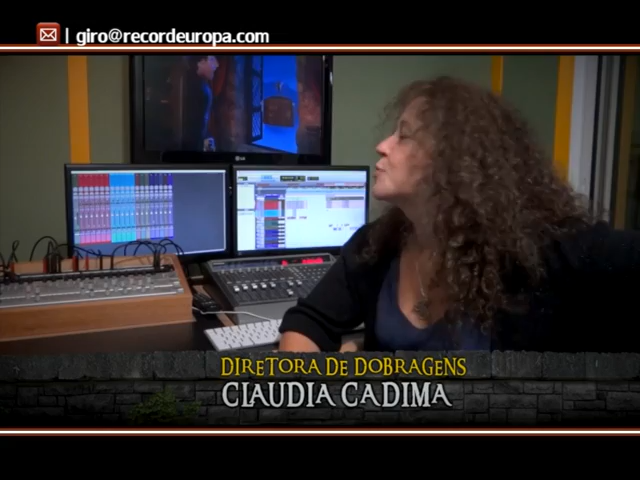 | giro@recordeuropa.com
DIRETORA DE DOBRAGENS
CLAUDIA CADIMA